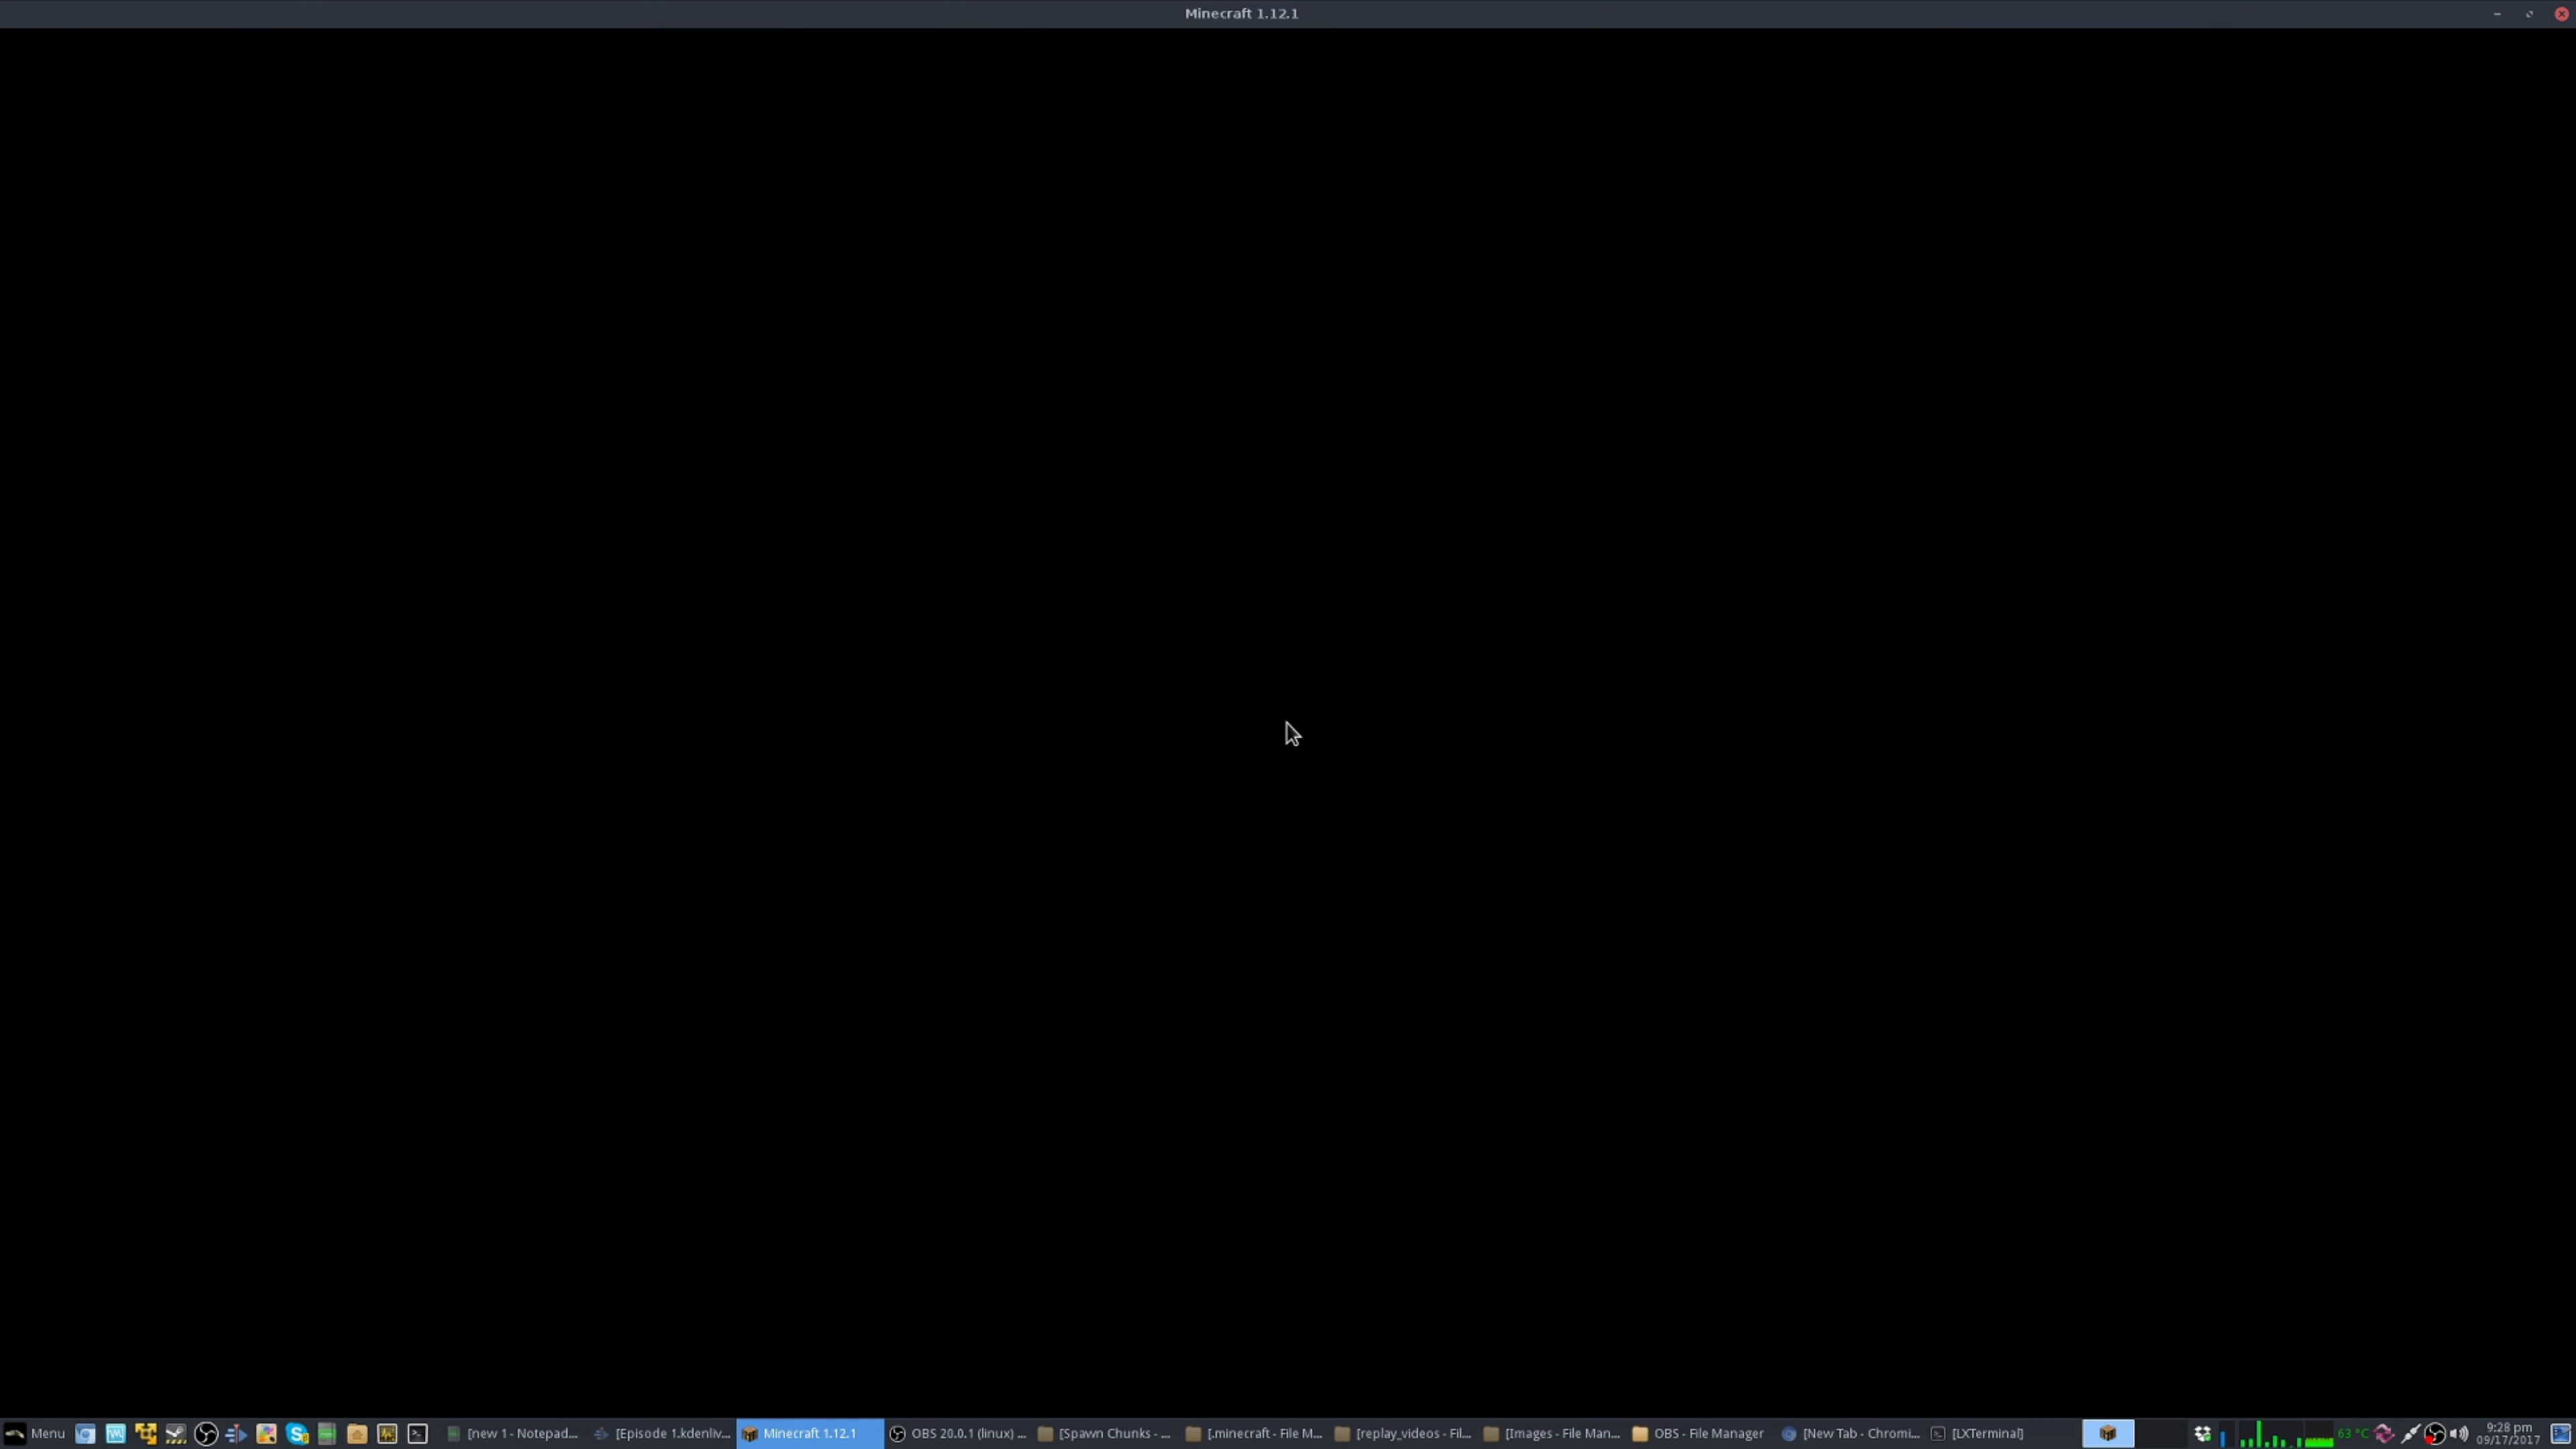 Minecraft 1.12.1
Menu
[new 1 - Notepad...
[Episode 1.kdenliv...
Minecraft 1.12.1
OBS 20.0.1 (linux) ...
[Spawn Chunks - ...
[.minecraft - File M...
[replay_videos - Fil...
[Images - File Man...
OBS - File Manager
[New Tab - Chromi...
[LXTerminal]
63 °C
9:28 pm
09/17/2017